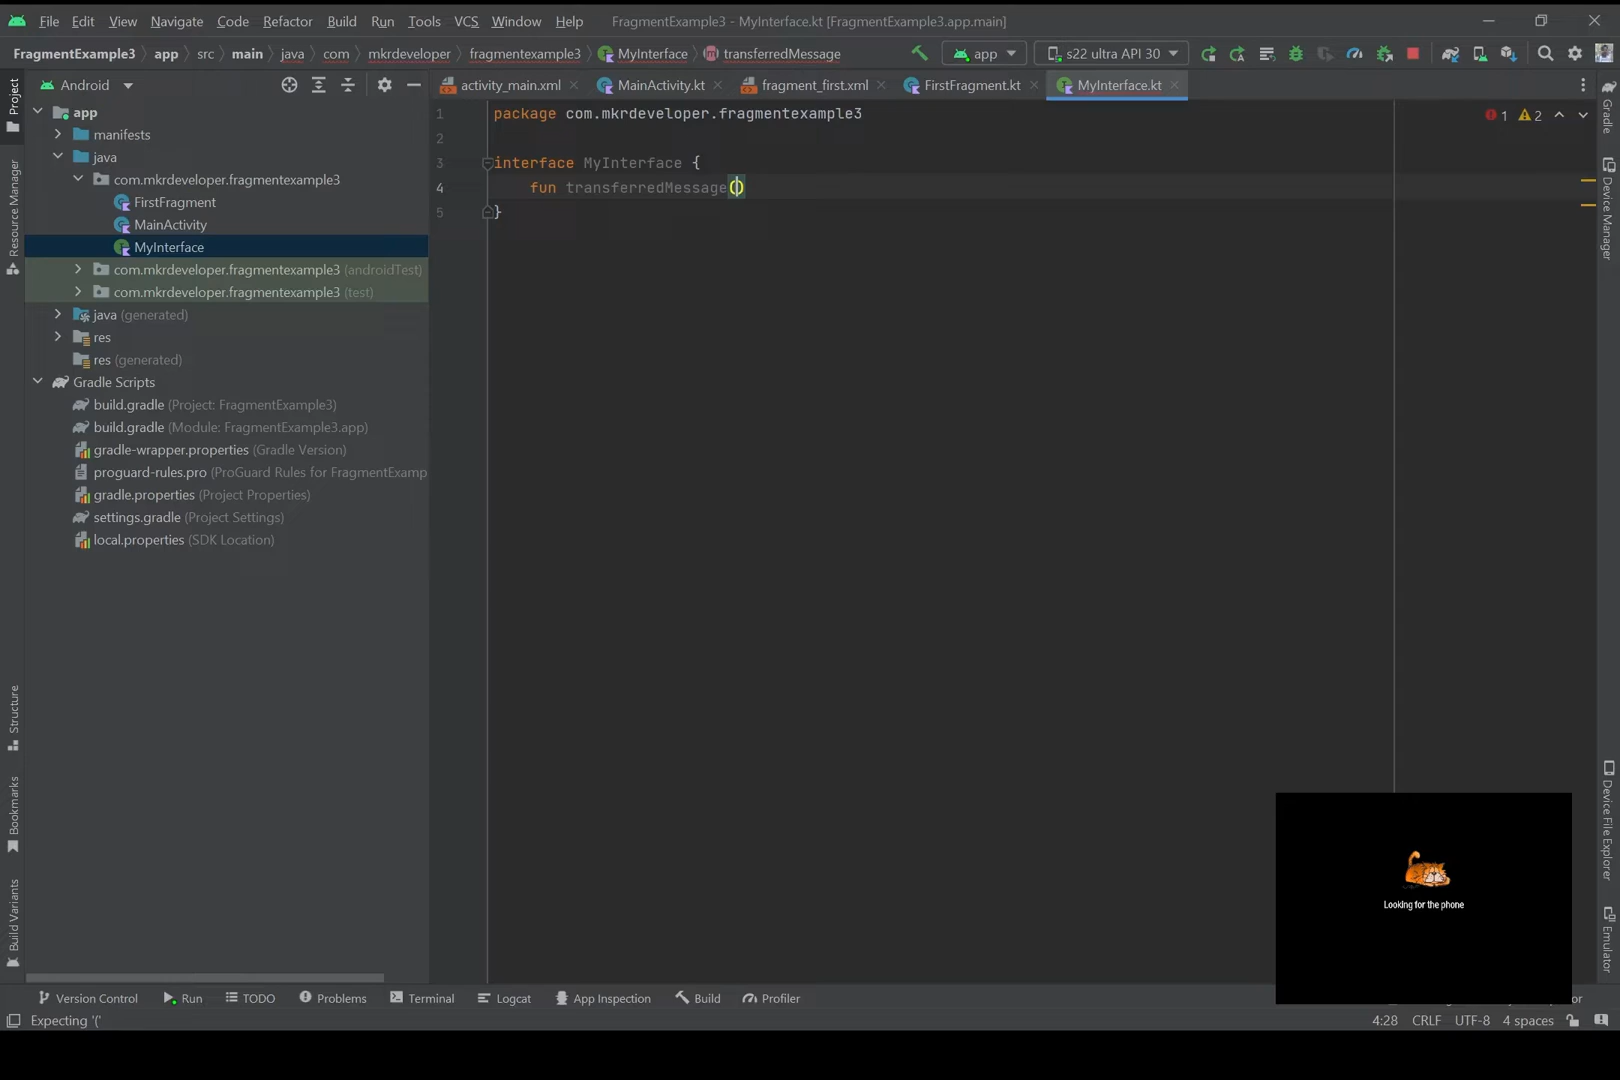 File Edit View Navigate Code Refactor Build Run Tools VCS Window Help FragmentExample3 - MyInterface.kt [FragmentExample3.app.main]
FragmentExample3 app src main java com mkrdeveloper fragmentexample3 MyInterface transferredMessage app s22 ultra API 30
Android
activity_main.xml MainActivity.kt fragment_first.xml FirstFragment.kt MyInterface.kt
Project
Resource Manager
Structure
Bookmarks
Build Variants
app
manifests
java
com.mkrdeveloper.fragmentexample3
FirstFragment
MainActivity
MyInterface
com.mkrdeveloper.fragmentexample3 (androidTest)
com.mkrdeveloper.fragmentexample3 (test)
java (generated)
res
res (generated)
Gradle Scripts
build.gradle (Project: FragmentExample3)
build.gradle (Module: FragmentExample3.app)
gradle-wrapper.properties (Gradle Version)
proguard-rules.pro (ProGuard Rules for FragmentExamp
gradle.properties (Project Properties)
settings.gradle (Project Settings)
local.properties (SDK Location)
1 package com.mkrdeveloper.fragmentexample3
2
3 interface MyInterface {
4 fun transferredMessage()
5 }
1 2
Gradle
Device Manager
Device File Explorer
Emulator
Looking for the phone
Version Control Run TODO Problems Terminal Logcat App Inspection Build Profiler
Expecting '(' 4:28 CRLF UTF-8 4 spaces